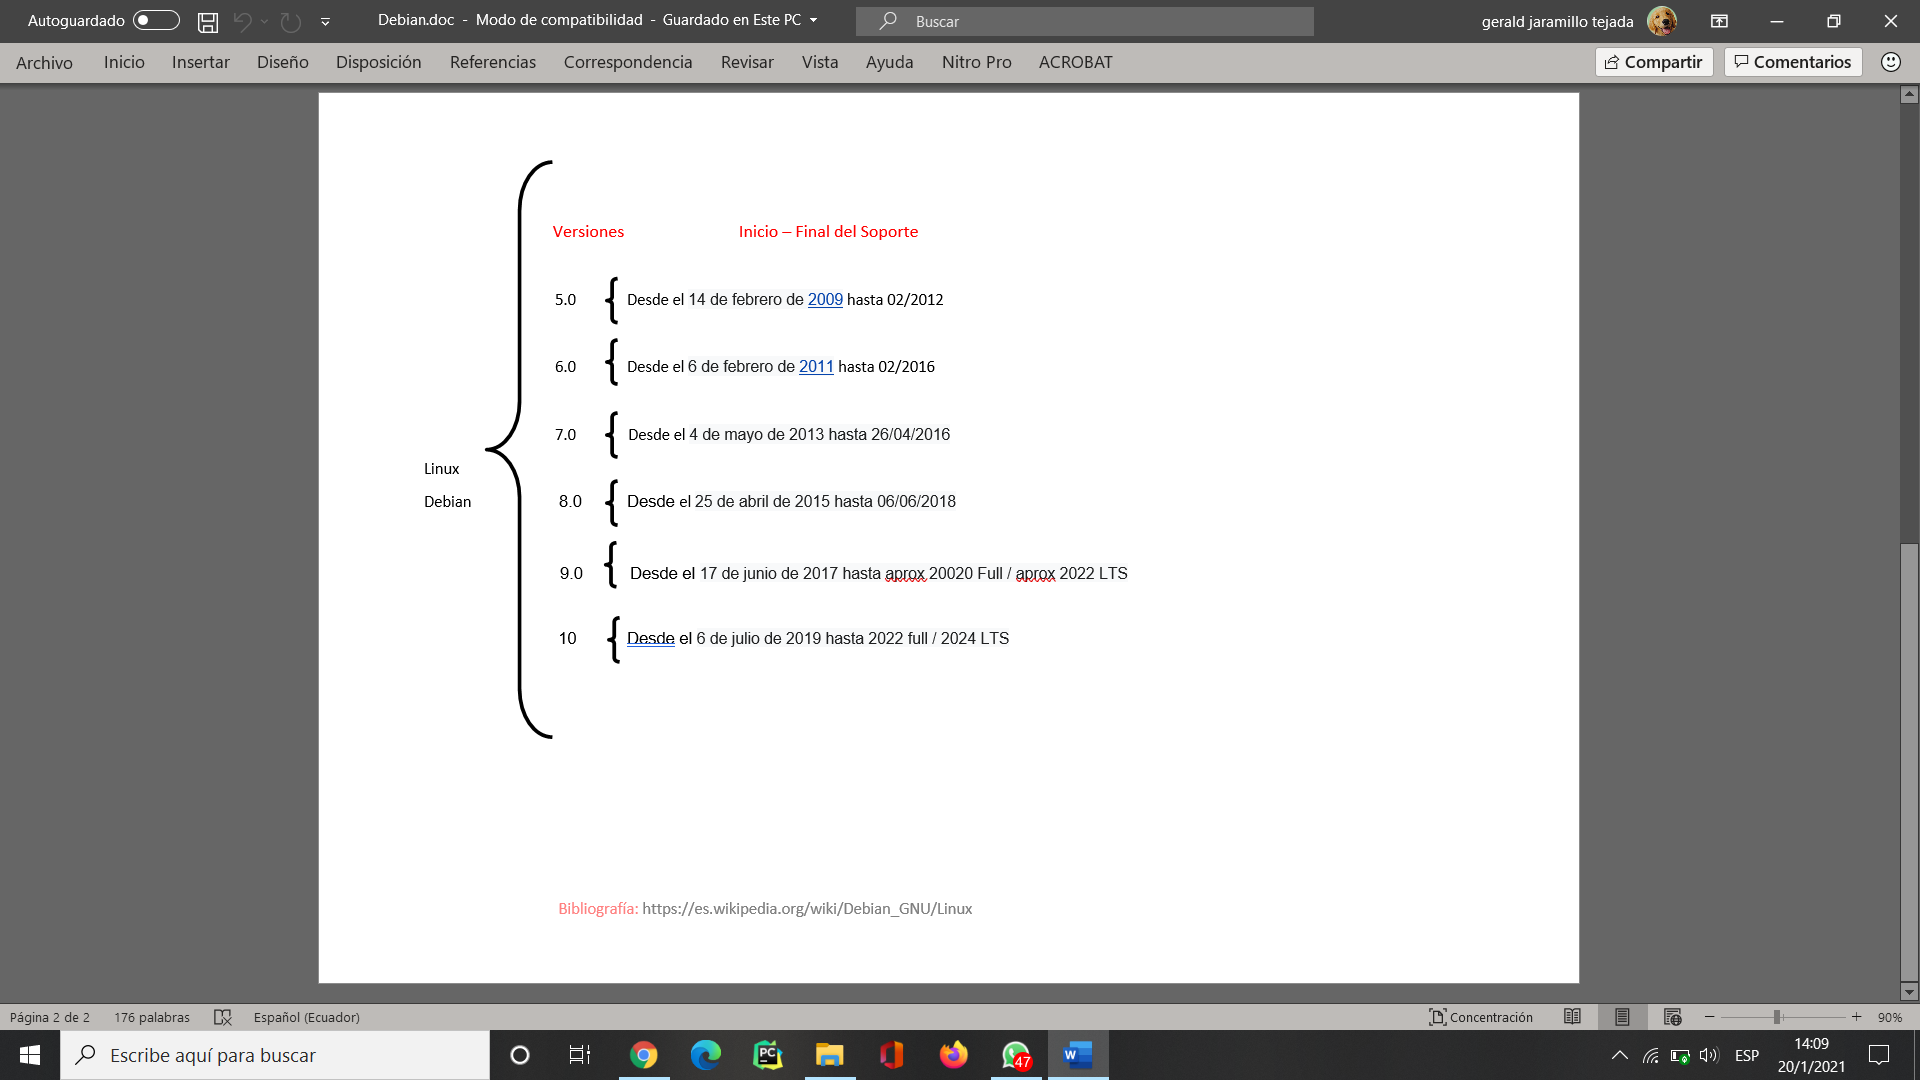 Autoguardado
Debian.doc - Modo de compatibilidad - Guardado en Este PC
Buscar
gerald jaramillo tejada
Archivo Inicio Insertar Diseño Disposición Referencias Correspondencia Revisar Vista Ayuda Nitro Pro ACROBAT
Compartir Comentarios
Versiones Inicio – Final del Soporte
5.0 Desde el 14 de febrero de 2009 hasta 02/2012
6.0 Desde el 6 de febrero de 2011 hasta 02/2016
7.0 Desde el 4 de mayo de 2013 hasta 26/04/2016
Linux
Debian
8.0 Desde el 25 de abril de 2015 hasta 06/06/2018
9.0 Desde el 17 de junio de 2017 hasta aprox 20020 Full / aprox 2022 LTS
10 Desde el 6 de julio de 2019 hasta 2022 full / 2024 LTS
Bibliografía: https://es.wikipedia.org/wiki/Debian_GNU/Linux
Página 2 de 2 176 palabras Español (Ecuador)
Concentración 90%
Escribe aquí para buscar
PC
47
W
ESP
14:09
20/1/2021